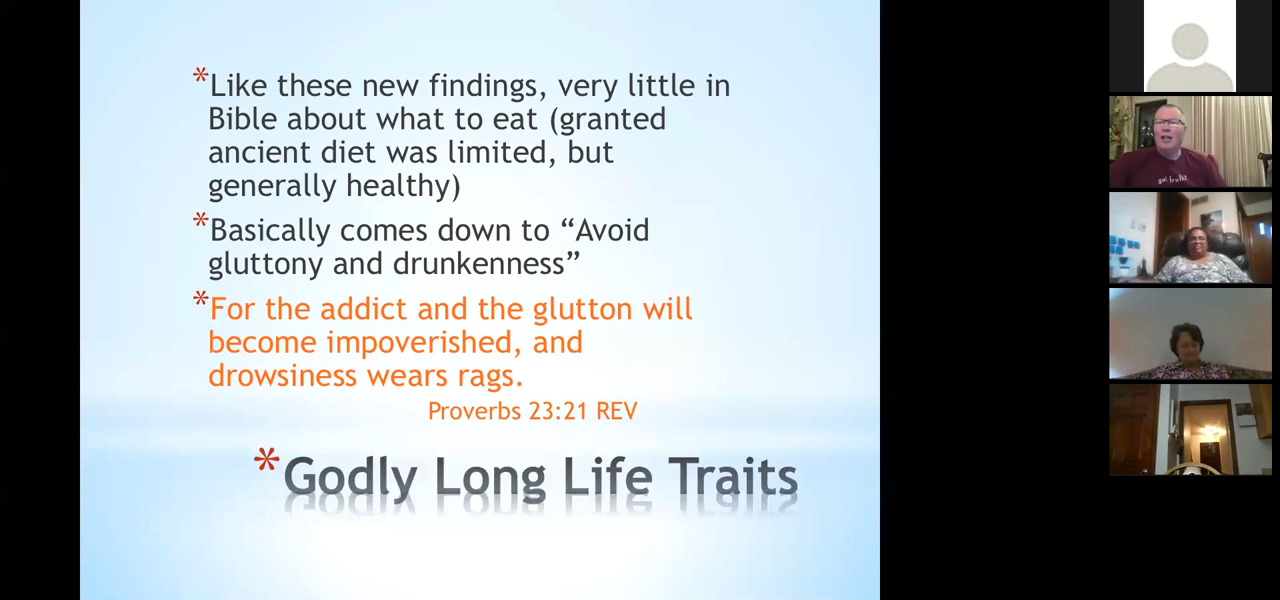 *Like these new findings, very little in
Bible about what to eat (granted
ancient diet was limited, but
generally healthy)
*Basically comes down to “Avoid
gluttony and drunkenness”
*For the addict and the glutton will
become impoverished, and
drowsiness wears rags.
Proverbs 23:21 REV
*Godly Long Life Traits